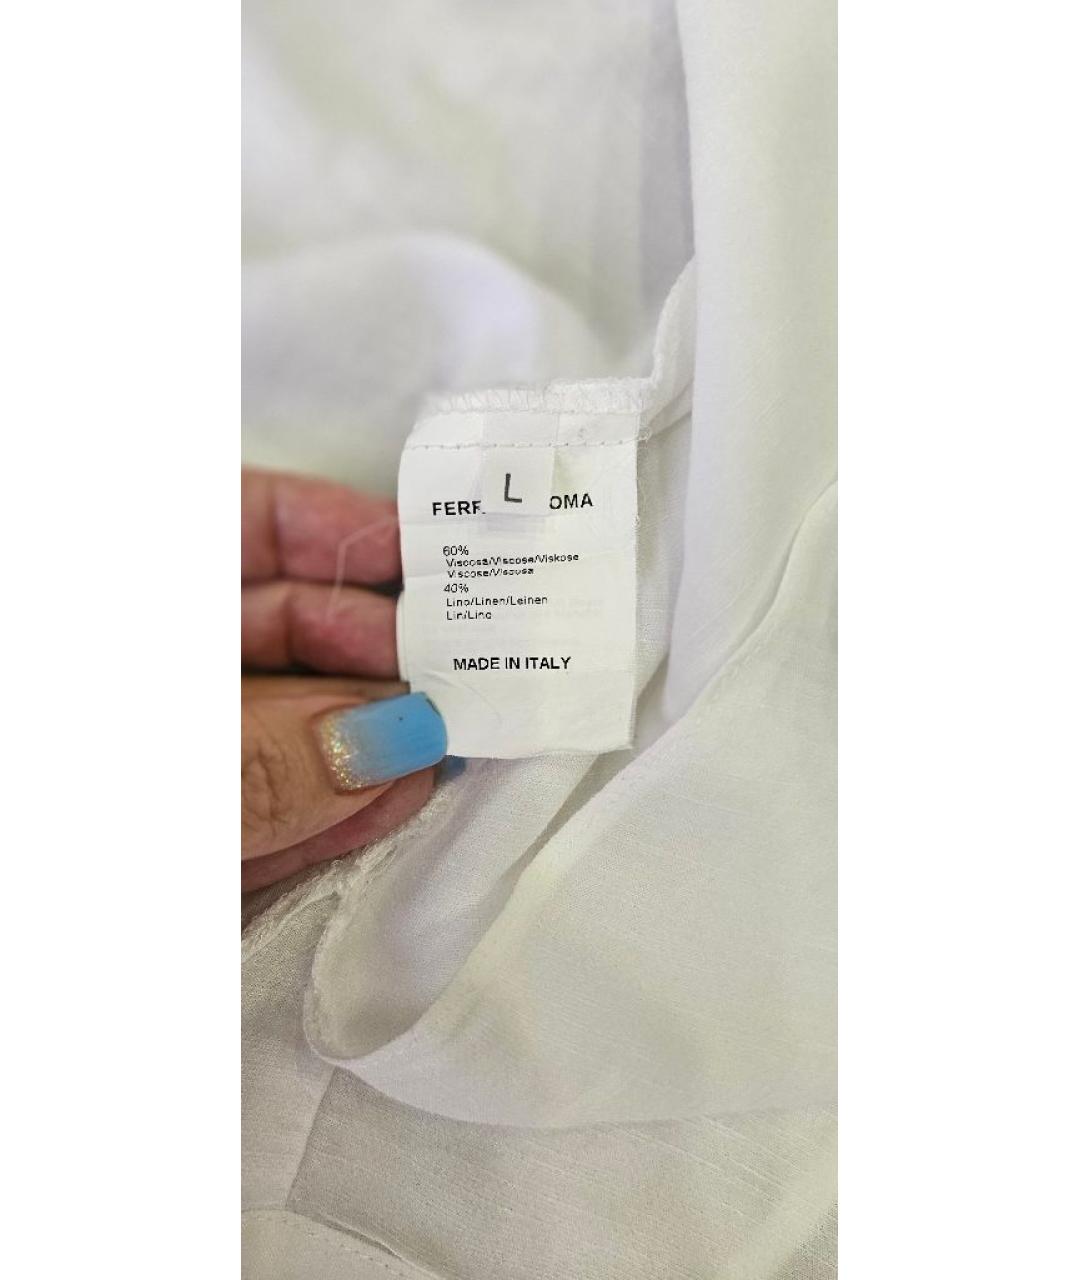 L
FERR OMA
60%
Viscosa/Viscose/Viskose
Viscose/Viscosa
40%
Lino/Linen/Leinen
Lin/Lino
MADE IN ITALY